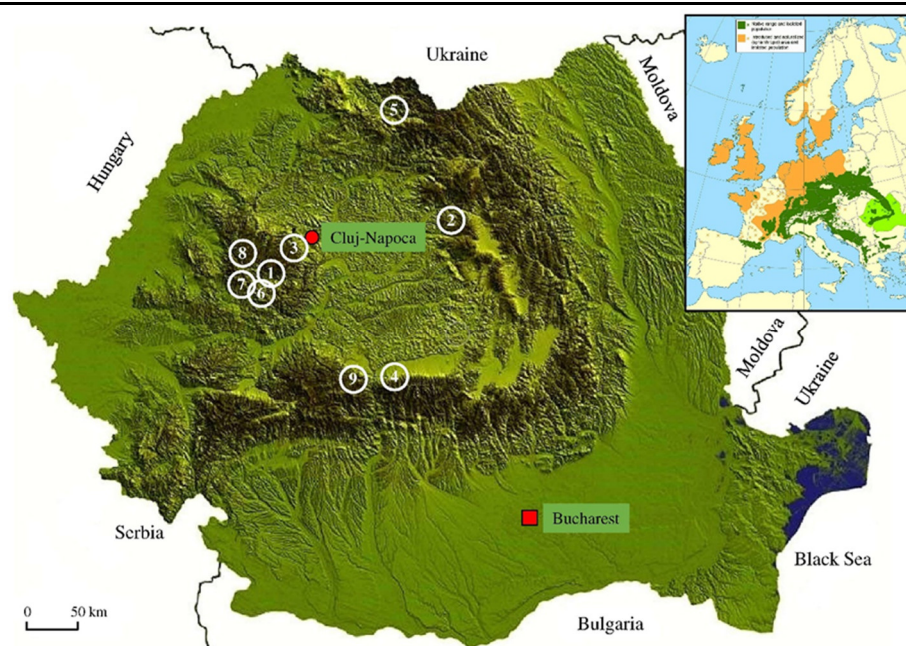 Ukraine
Moldova
Hungary
5
2
Cluj-Napoca
3
8
1
7
6
9
4
Moldova
Ukraine
Bucharest
Serbia
Black Sea
0 50 km
Bulgaria